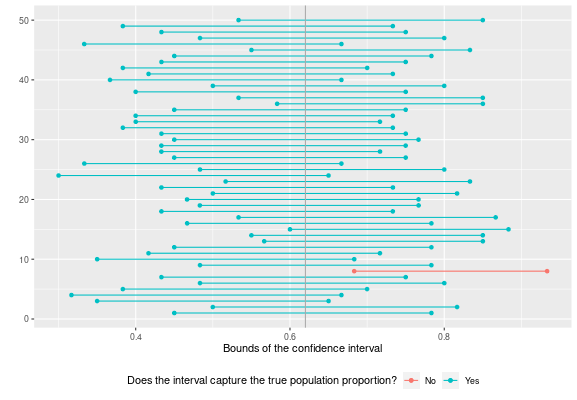 50
40
30
20
10
0
0.4 0.6 0.8
Bounds of the confidence interval
Does the interval capture the true population proportion? No Yes